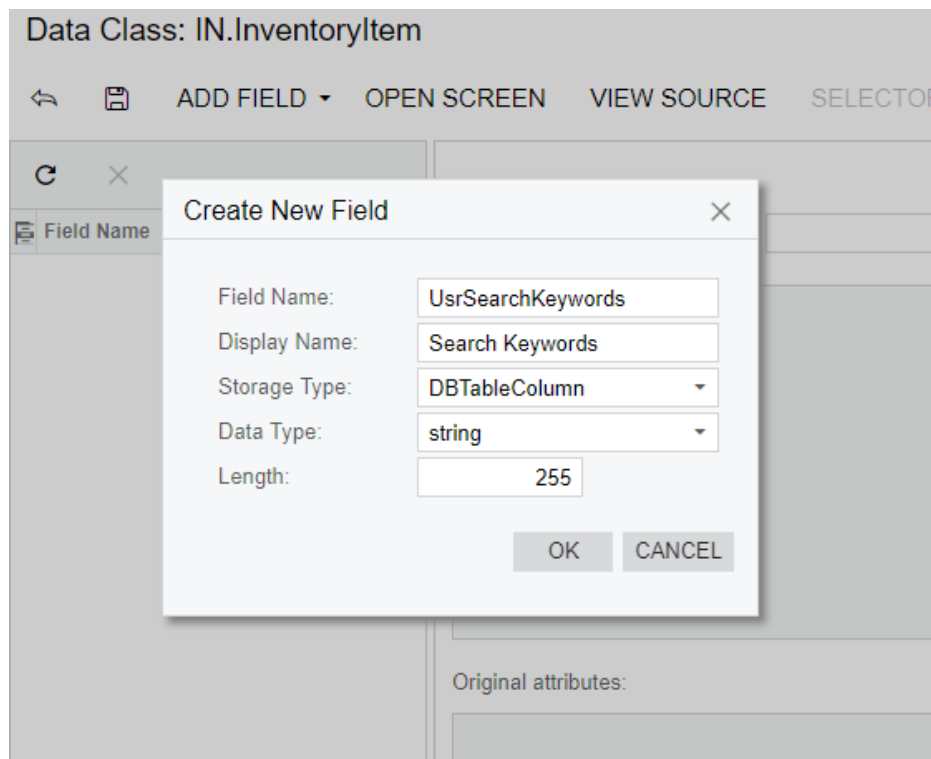 Data Class: IN.InventoryItem
ADD FIELD OPEN SCREEN VIEW SOURCE SELECTOR
Create New Field
Field Name
Field Name: UsrSearchKeywords
Display Name: Search Keywords
Storage Type: DBTableColumn
Data Type: string
Length: 255
OK CANCEL
Original attributes: